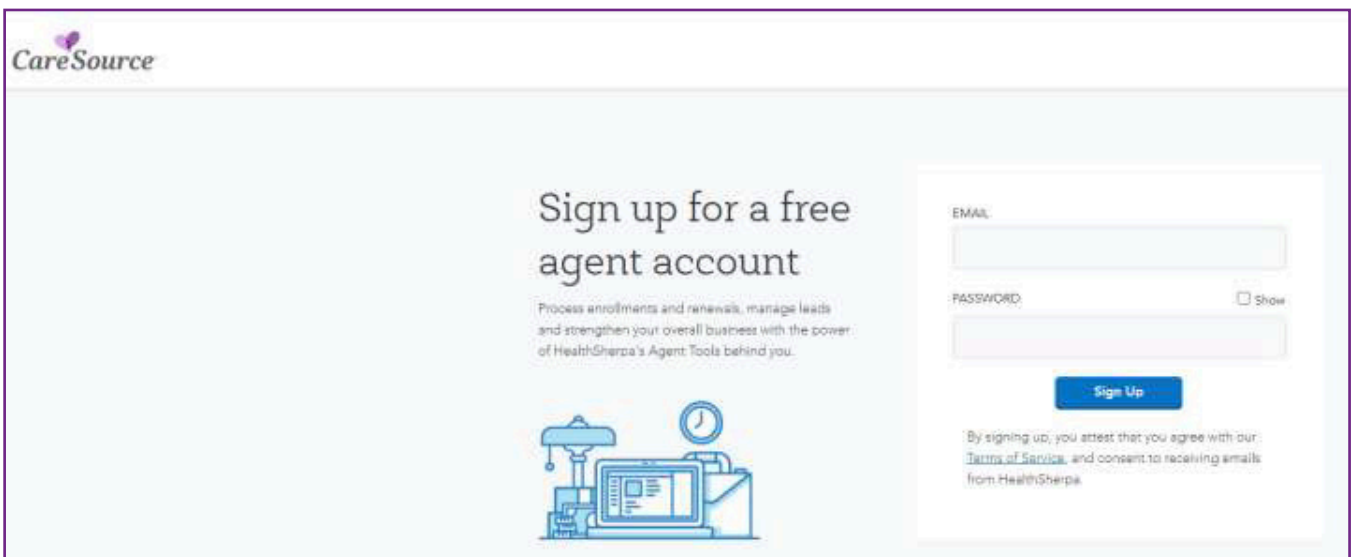 CareSource
Sign up for a free
agent account
Process enrollments and renewals, manage leads
and strengthen your overall business with the power
of HealthSherpa's Agent Tools behind you.
EMAIL
PASSWORD
Show
Sign Up
By signing up, you attest that you agree with our
Terms of Service, and consent to receiving emails
from HealthSherpa.